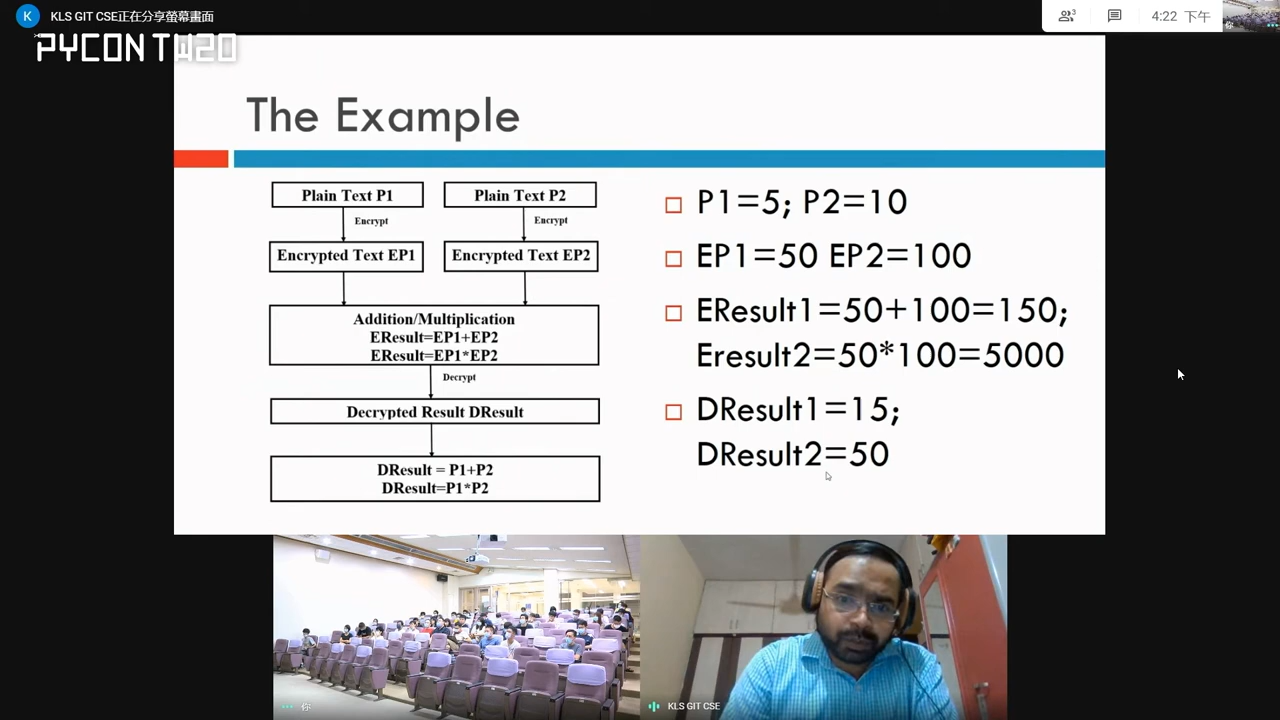 KLS GIT CSE正在分享螢幕畫面
3
4:22 下午
你
PYCON TW20
The Example
Plain Text P1
Plain Text P2
Encrypt
Encrypt
Encrypted Text EP1
Encrypted Text EP2
Addition/Multiplication
EResult=EP1+EP2
EResult=EP1*EP2
Decrypt
Decrypted Result DResult
DResult = P1+P2
DResult=P1*P2
P1=5; P2=10
EP1=50 EP2=100
EResult1=50+100=150;
Eresult2=50*100=5000
DResult1=15;
DResult2=50
你
KLS GIT CSE
K